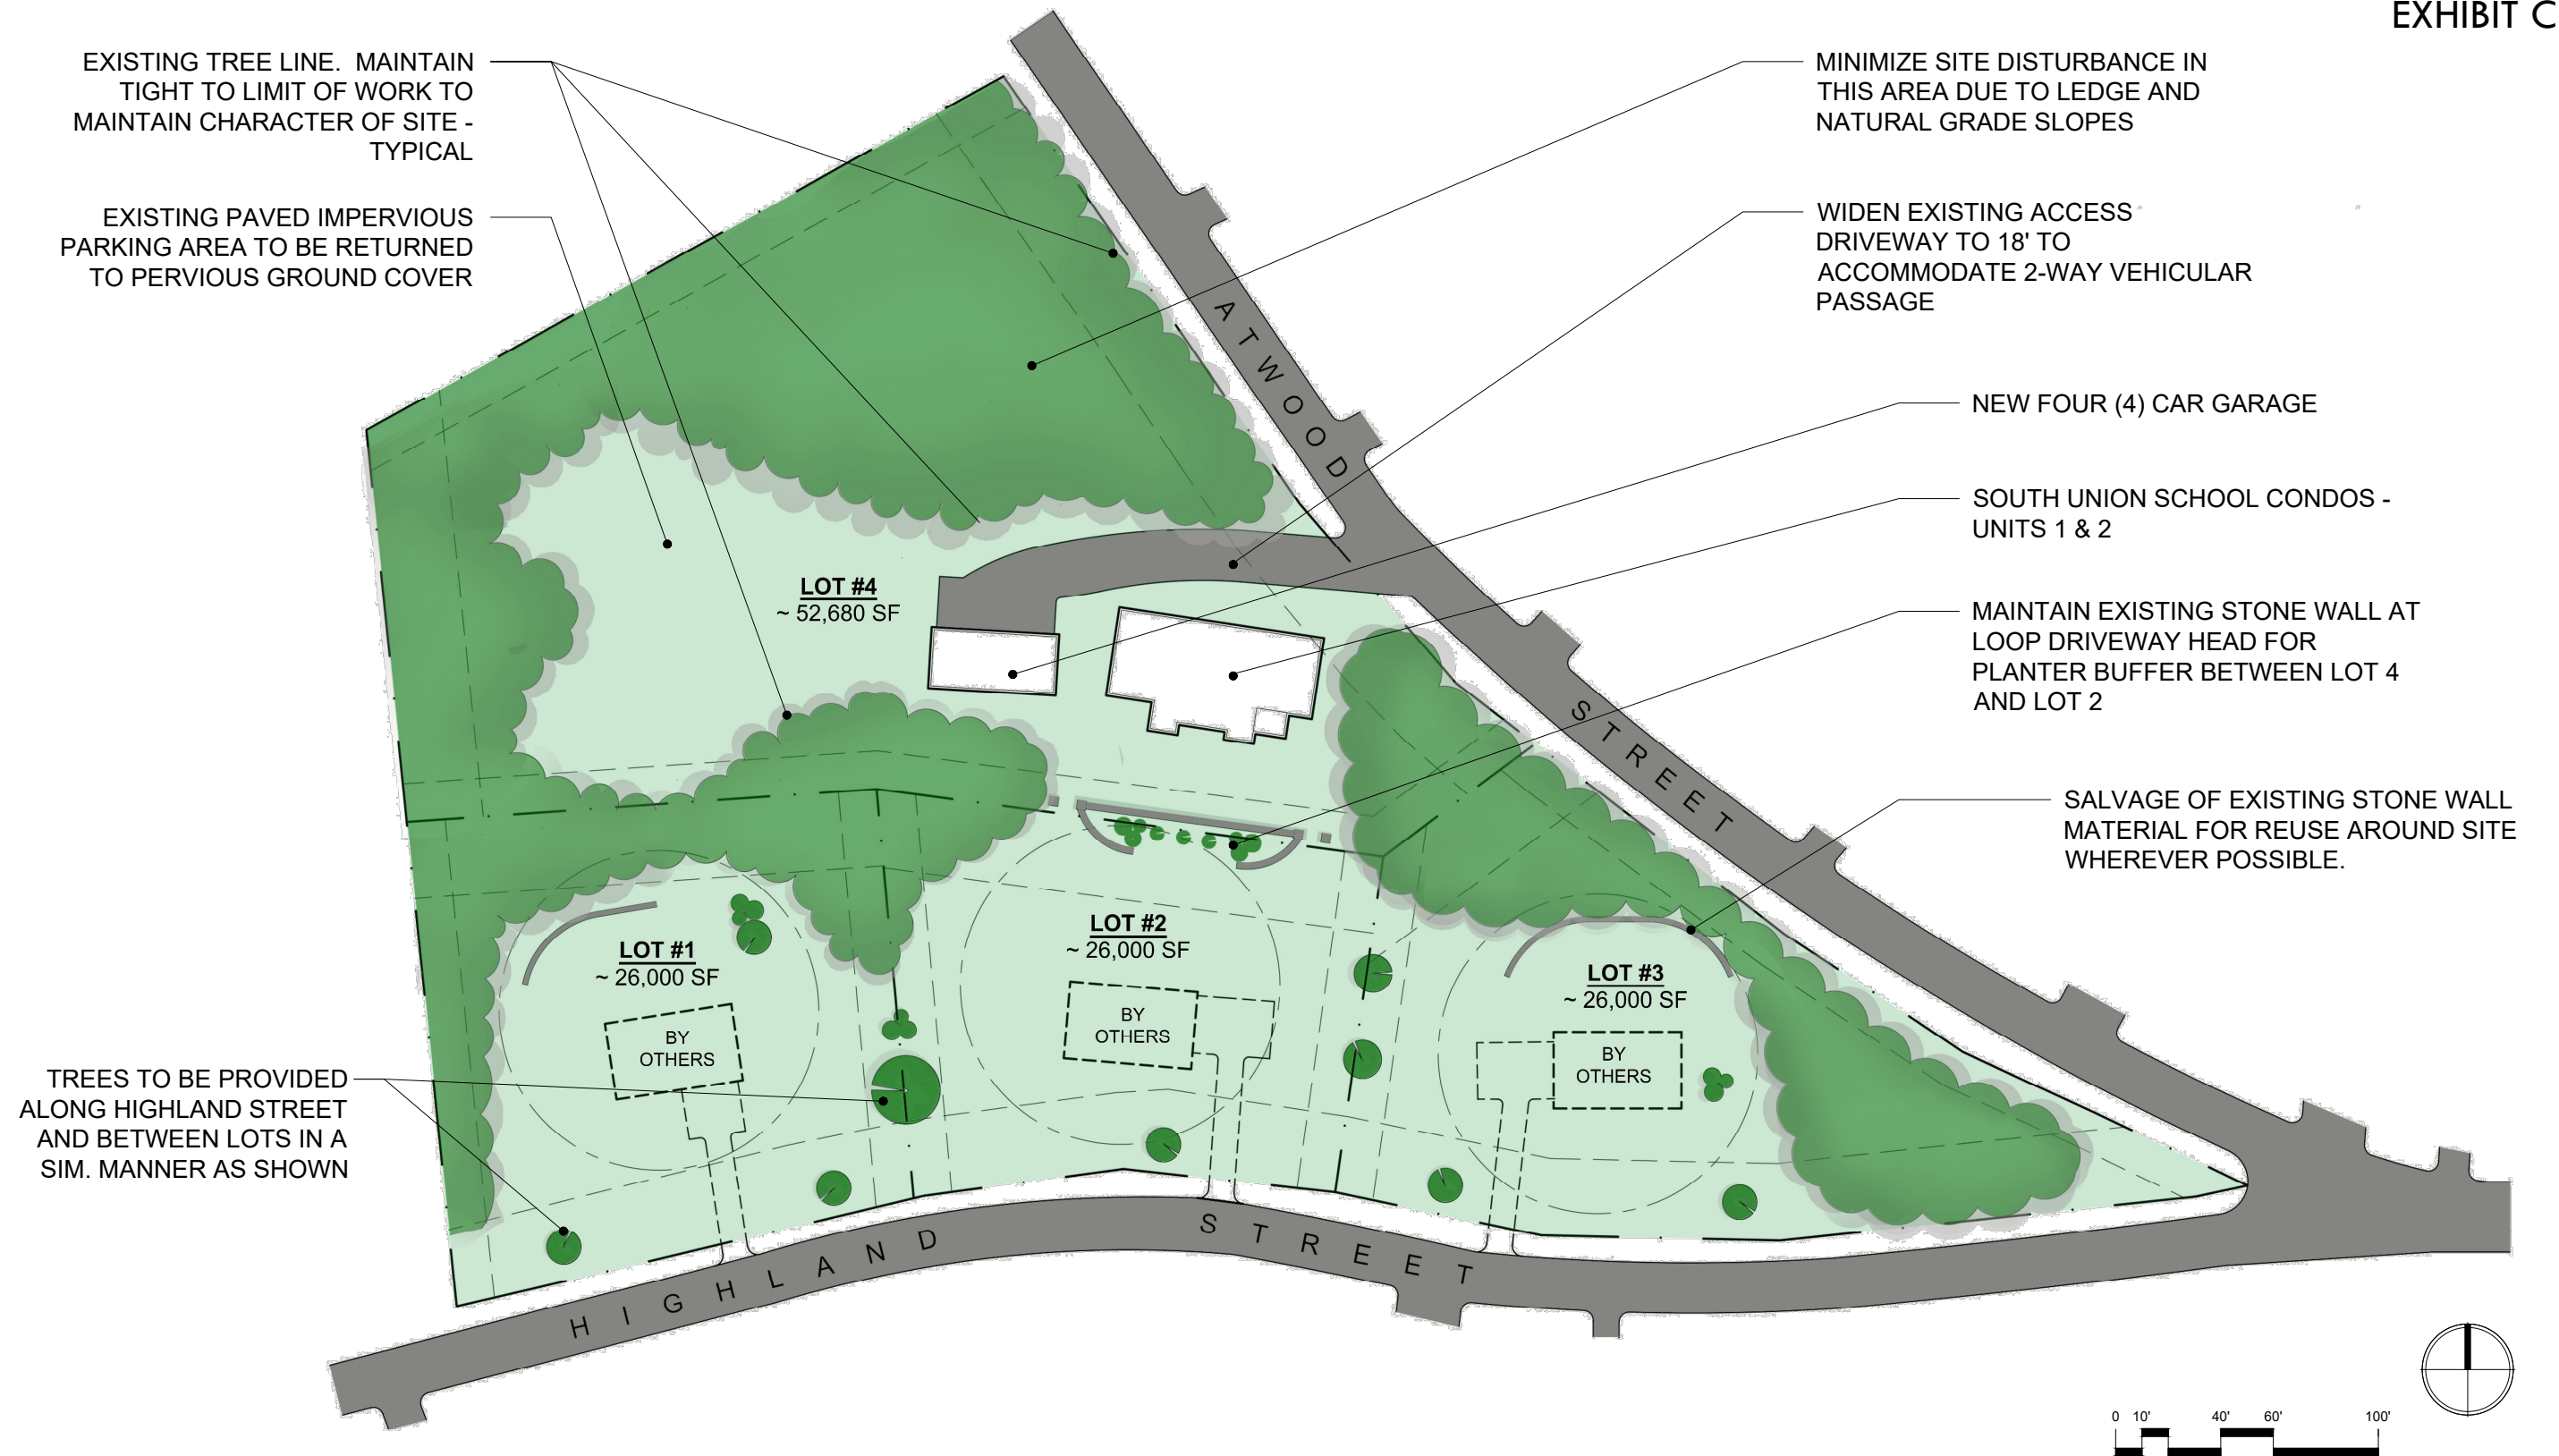 EXHIBIT C
EXISTING TREE LINE.  MAINTAIN
TIGHT TO LIMIT OF WORK TO
MAINTAIN CHARACTER OF SITE -
TYPICAL
EXISTING PAVED IMPERVIOUS
PARKING AREA TO BE RETURNED
TO PERVIOUS GROUND COVER
MINIMIZE SITE DISTURBANCE IN
THIS AREA DUE TO LEDGE AND
NATURAL GRADE SLOPES
WIDEN EXISTING ACCESS
DRIVEWAY TO 18' TO
ACCOMMODATE 2-WAY VEHICULAR
PASSAGE
NEW FOUR (4) CAR GARAGE
SOUTH UNION SCHOOL CONDOS -
UNITS 1 & 2
MAINTAIN EXISTING STONE WALL AT
LOOP DRIVEWAY HEAD FOR
PLANTER BUFFER BETWEEN LOT 4
AND LOT 2
SALVAGE OF EXISTING STONE WALL
MATERIAL FOR REUSE AROUND SITE
WHEREVER POSSIBLE.
ATWOOD STREET
LOT #4
~ 52,680 SF
LOT #1
~ 26,000 SF
BY
OTHERS
LOT #2
~ 26,000 SF
BY
OTHERS
LOT #3
~ 26,000 SF
BY
OTHERS
TREES TO BE PROVIDED
ALONG HIGHLAND STREET
AND BETWEEN LOTS IN A
SIM. MANNER AS SHOWN
HIGHLAND STREET
0 10' 40' 60' 100'